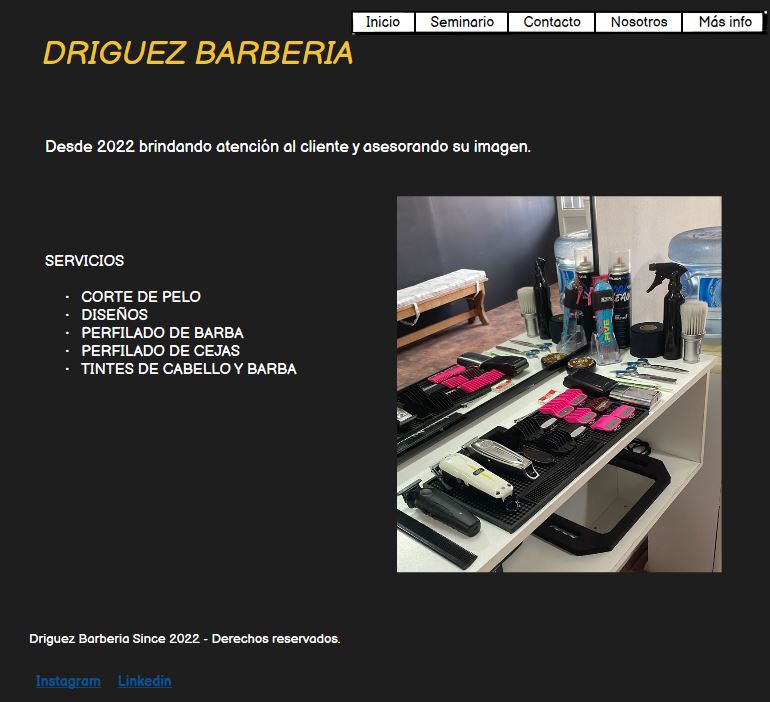 Inicio Seminario Contacto Nosotros Más info
DRIGUEZ BARBERIA
Desde 2022 brindando atención al cliente y asesorando su imagen.
SERVICIOS
· CORTE DE PELO
· DISEÑOS
· PERFILADO DE BARBA
· PERFILADO DE CEJAS
· TINTES DE CABELLO Y BARBA
Driguez Barberia Since 2022 - Derechos reservados.
Instagram Linkedin